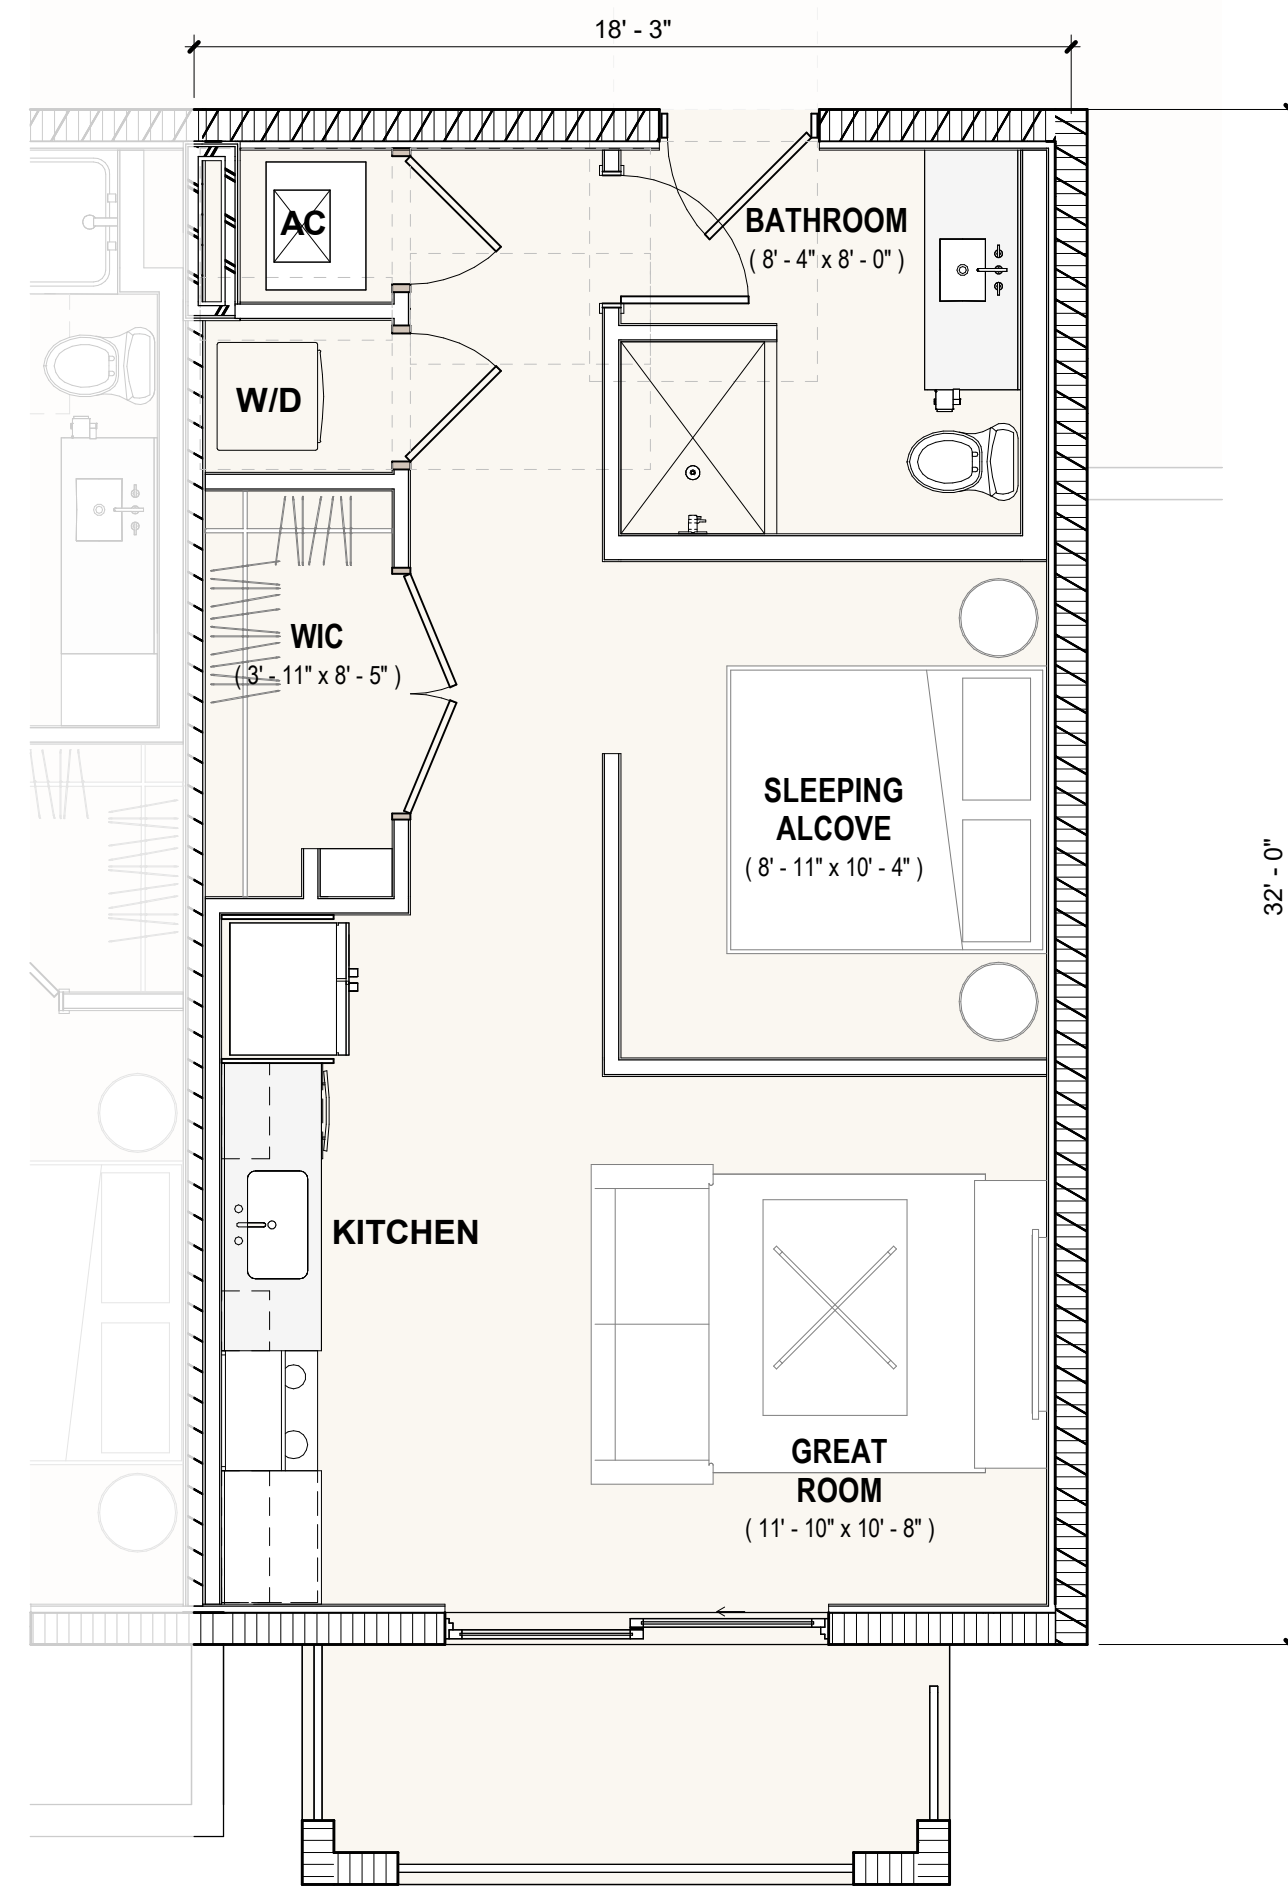 18' - 3"
AC
BATHROOM
( 8' - 4" x 8' - 0" )
W/D
WIC
( 3' - 11" x 8' - 5" )
SLEEPING
ALCOVE
( 8' - 11" x 10' - 4" )
32' - 0"
KITCHEN
GREAT
ROOM
( 11' - 10" x 10' - 8" )